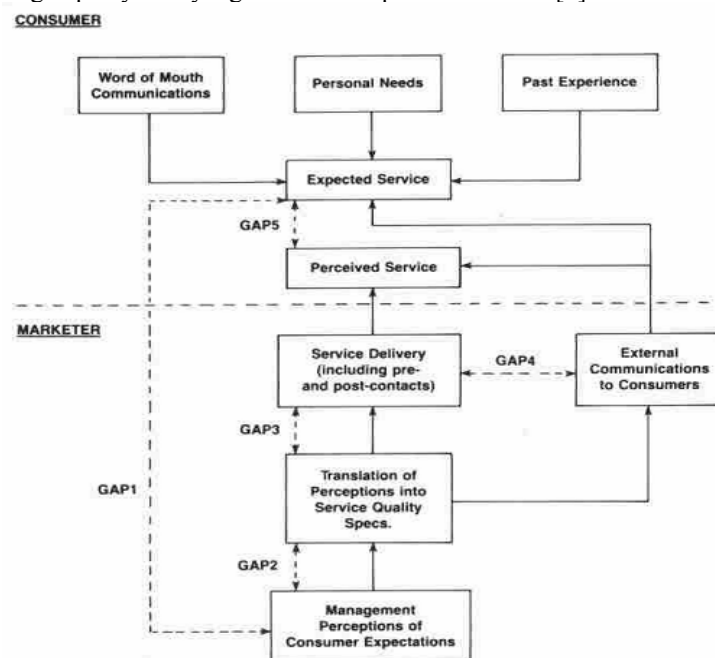 CONSUMER
Word of Mouth
Communications
Personal Needs
Past Experience
Expected Service
GAP5
Perceived Service
MARKETER
Service Delivery
(including pre-
and post-contacts)
GAP4
External
Communications
to Consumers
GAP3
GAP1
Translation of
Perceptions into
Service Quality
Specs.
GAP2
Management
Perceptions of
Consumer Expectations